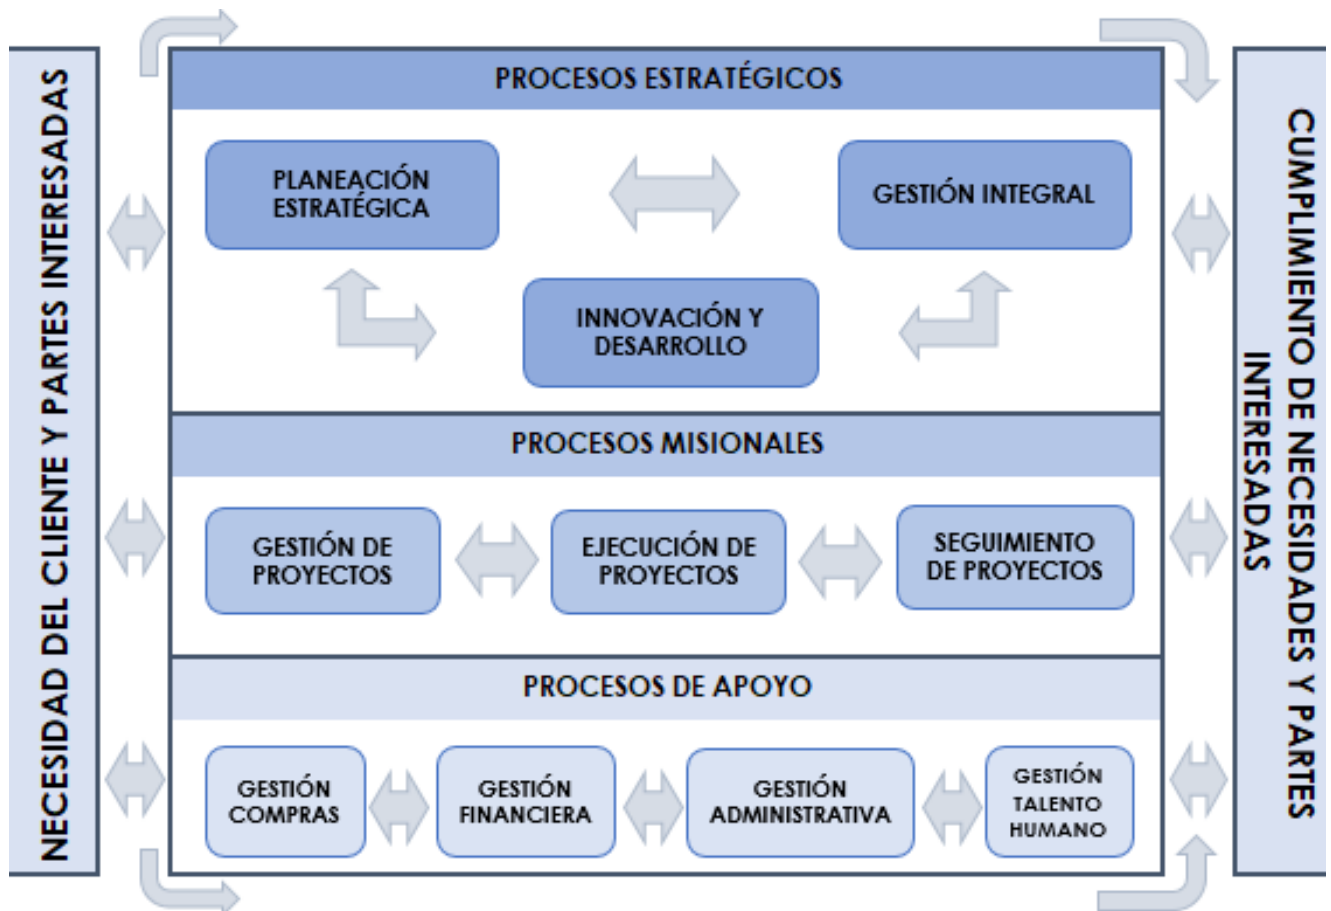 NECESIDAD DEL CLIENTE Y PARTES INTERESADAS
PROCESOS ESTRATÉGICOS
PLANEACIÓN
ESTRATÉGICA
GESTIÓN INTEGRAL
INNOVACIÓN Y
DESARROLLO
PROCESOS MISIONALES
GESTIÓN DE
PROYECTOS
EJECUCIÓN DE
PROYECTOS
SEGUIMIENTO
DE PROYECTOS
PROCESOS DE APOYO
GESTIÓN
COMPRAS
GESTIÓN
FINANCIERA
GESTIÓN
ADMINISTRATIVA
GESTIÓN
TALENTO
HUMANO
CUMPLIMIENTO DE NECESIDADES Y PARTES
INTERESADAS